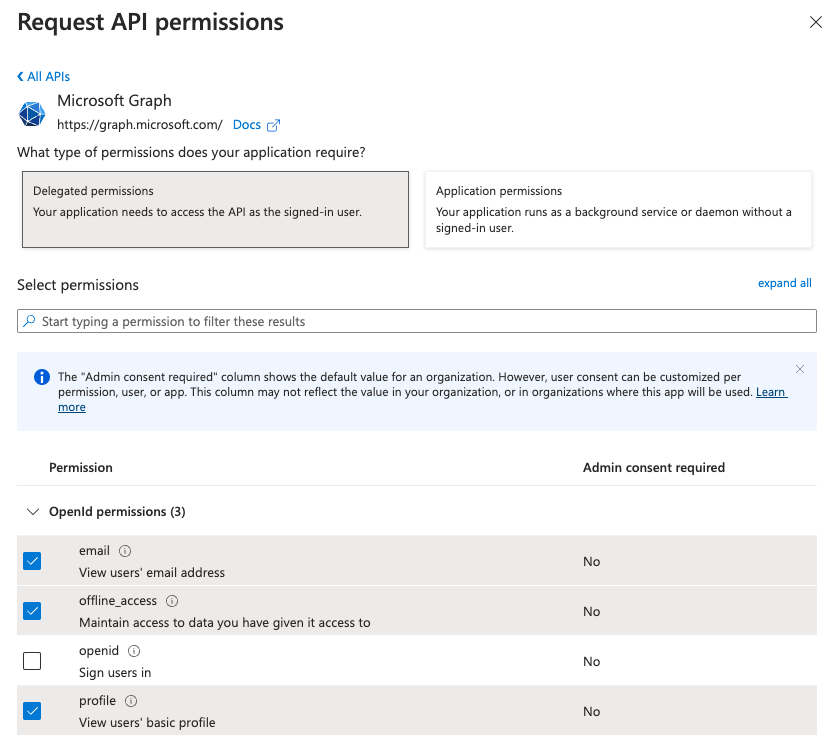 Request API permissions
All APIs
Microsoft Graph
https://graph.microsoft.com/ Docs
What type of permissions does your application require?
Delegated permissions
Your application needs to access the API as the signed-in user.
Application permissions
Your application runs as a background service or daemon without a
signed-in user.
Select permissions
expand all
Start typing a permission to filter these results
The "Admin consent required" column shows the default value for an organization. However, user consent can be customized per
permission, user, or app. This column may not reflect the value in your organization, or in organizations where this app will be used. Learn
more
Permission Admin consent required
OpenId permissions (3)
email
View users' email address
No
offline_access
Maintain access to data you have given it access to
No
openid
Sign users in
No
profile
View users' basic profile
No